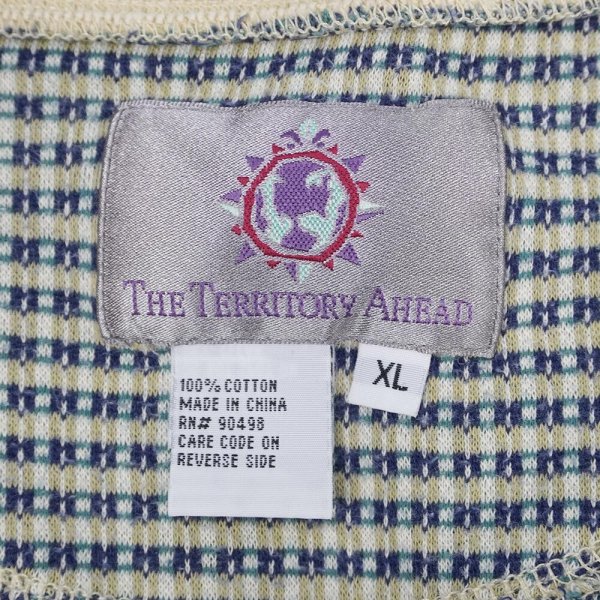 THE TERRITORY AHEAD
XL
100% COTTON
MADE IN CHINA
RN# 90498
CARE CODE ON
REVERSE SIDE